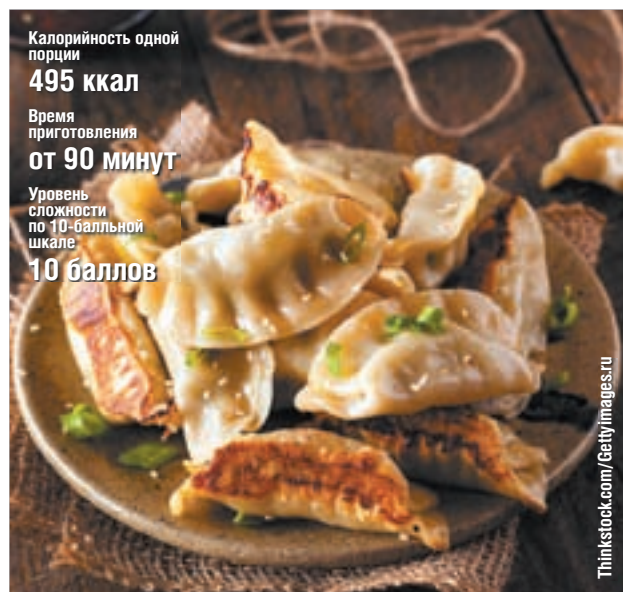 Калорийность одной
порции
495 ккал
Время
приготовления
от 90 минут
Уровень
сложности
по 10-балльной
шкале
10 баллов
Thinkstock.com/Gettyimages.ru